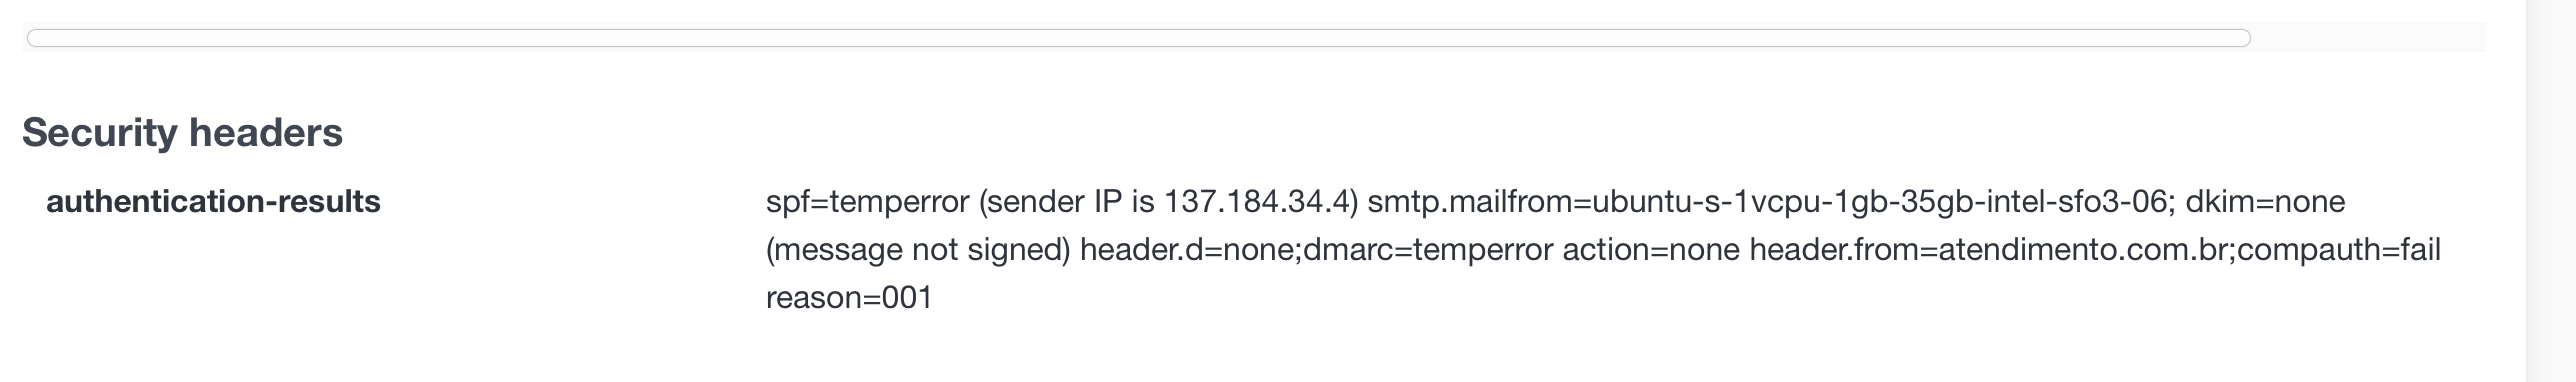 Security headers
authentication-results
spf=temperror (sender IP is 137.184.34.4) smtp.mailfrom=ubuntu-s-1vcpu-1gb-35gb-intel-sfo3-06; dkim=none
(message not signed) header.d=none;dmarc=temperror action=none header.from=atendimento.com.br;compauth=fail
reason=001